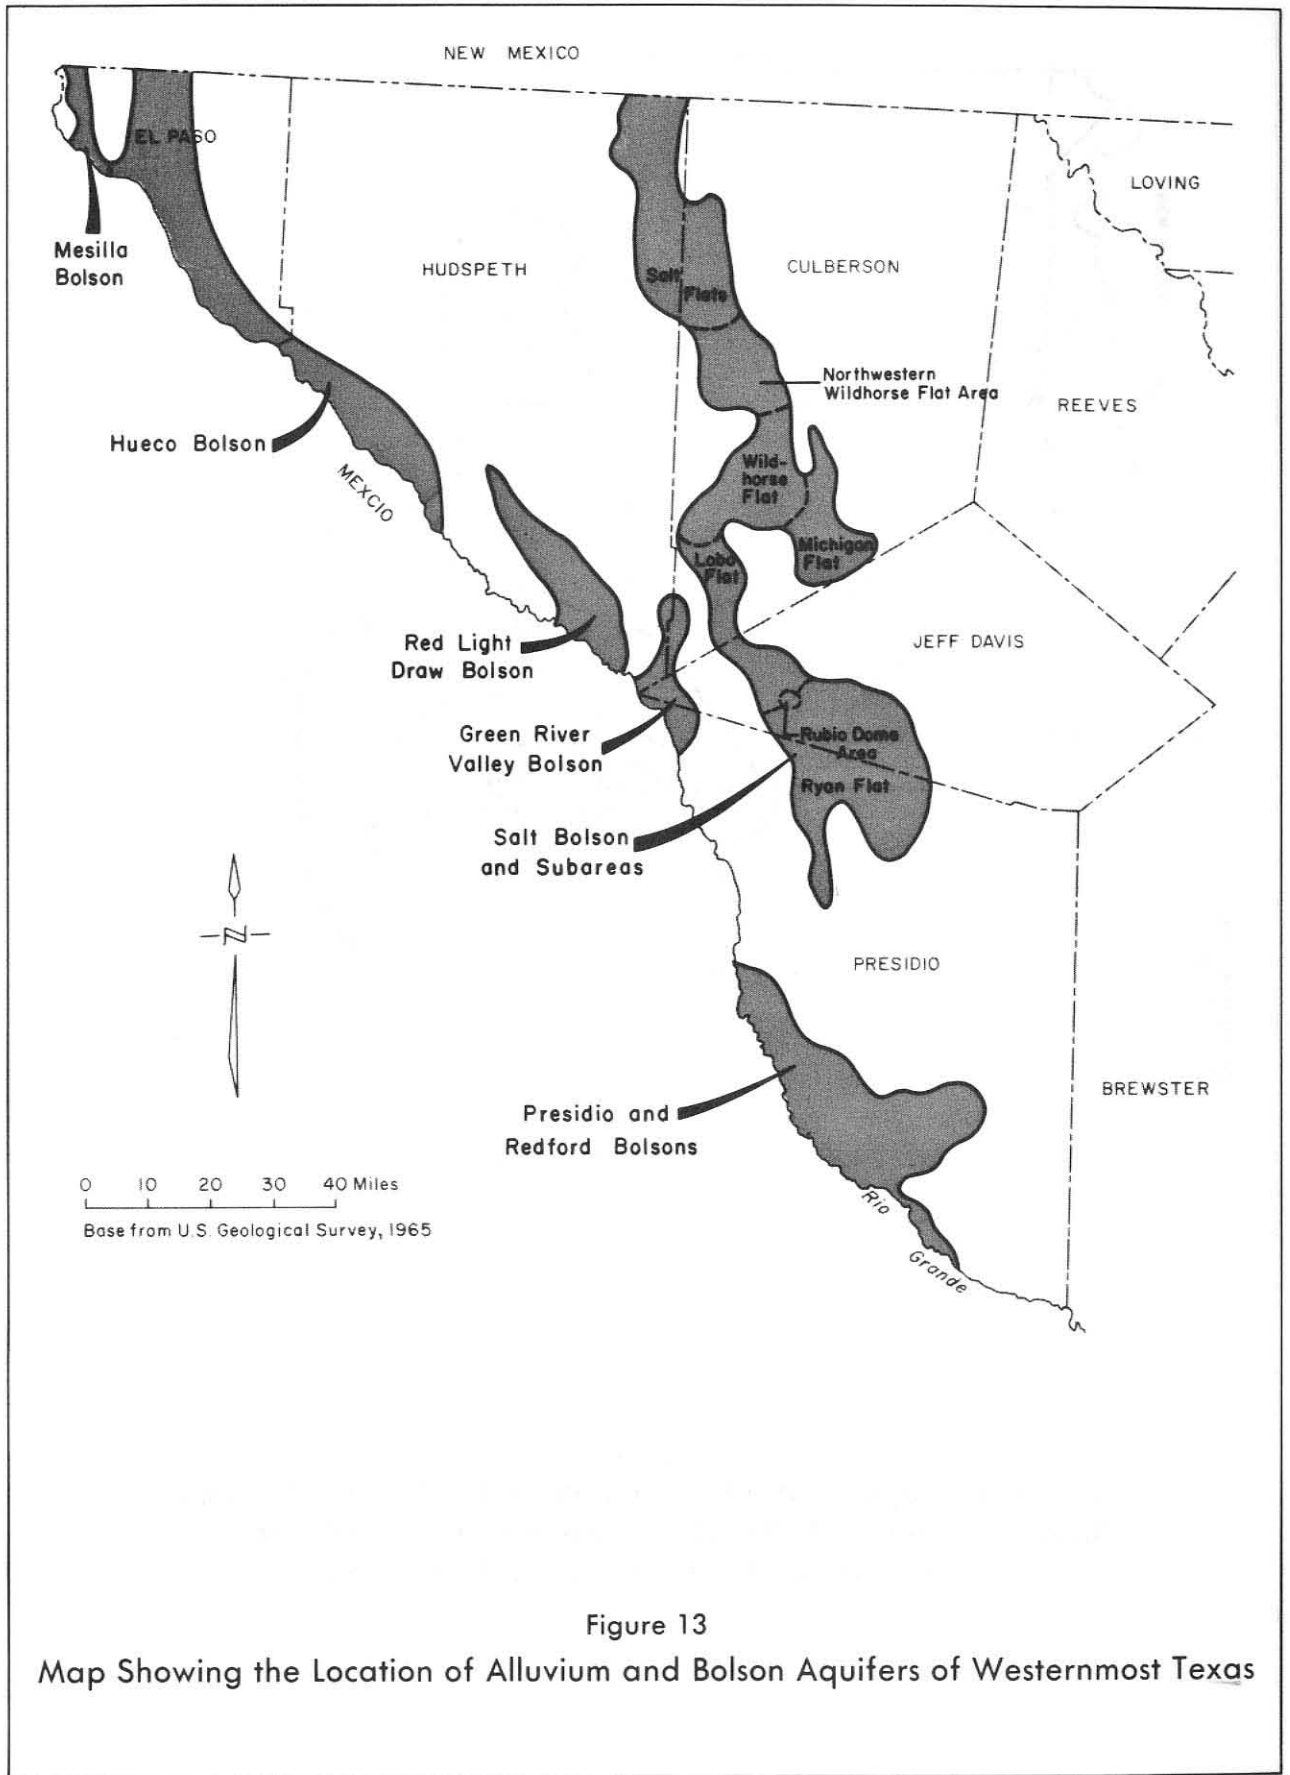 NEW MEXICO
EL PASO
LOVING
Mesilla
Bolson
HUDSPETH
CULBERSON
Salt
Flats
Northwestern
Wildhorse Flat Area
REEVES
Hueco Bolson
MEXCIO
Wild-
horse
Flat
Michigan
Flat
Lobo
Flat
Red Light
Draw Bolson
JEFF DAVIS
Green River
Valley Bolson
Rubio Dome
Area
Ryan Flat
Salt Bolson
and Subareas
N
PRESIDIO
BREWSTER
Presidio and
Redford Bolsons
0 10 20 30 40 Miles
Base from U.S. Geological Survey, 1965
Rio
Grande
Figure 13
Map Showing the Location of Alluvium and Bolson Aquifers of Westernmost Texas